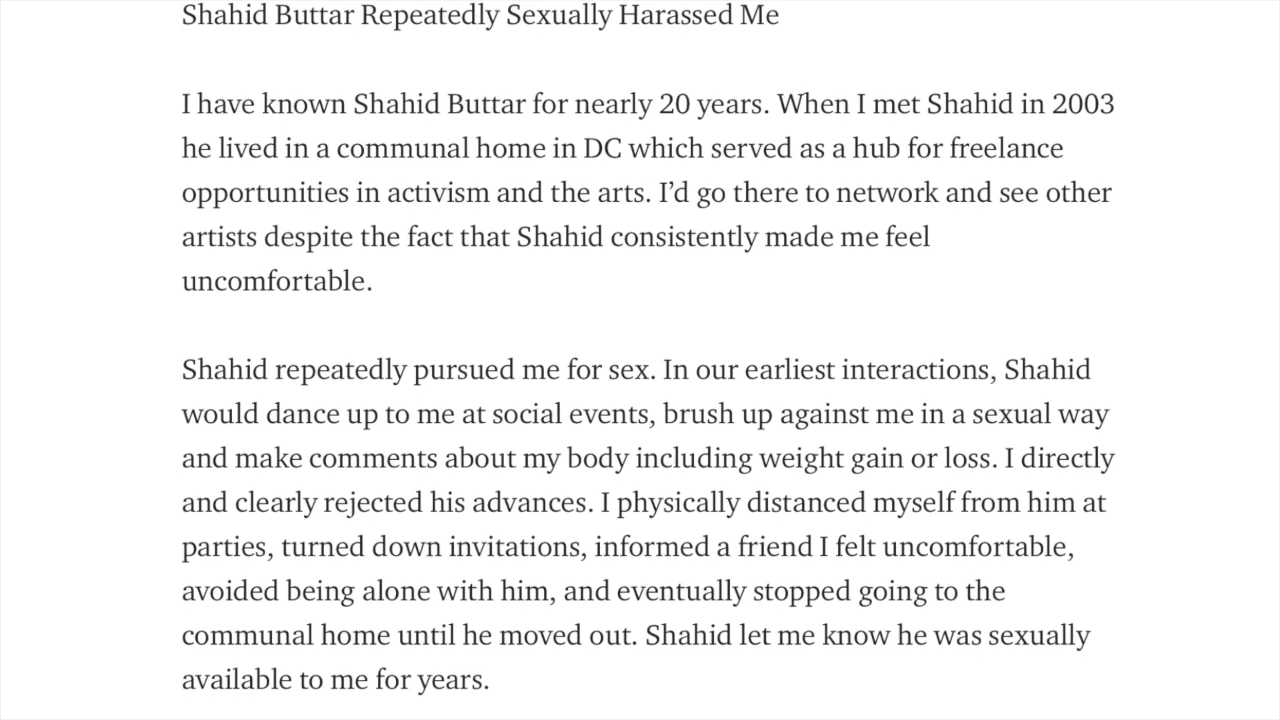 Shahid Buttar Repeatedly Sexually Harassed Me
I have known Shahid Buttar for nearly 20 years. When I met Shahid in 2003
he lived in a communal home in DC which served as a hub for freelance
opportunities in activism and the arts. I’d go there to network and see other
artists despite the fact that Shahid consistently made me feel
uncomfortable.
Shahid repeatedly pursued me for sex. In our earliest interactions, Shahid
would dance up to me at social events, brush up against me in a sexual way
and make comments about my body including weight gain or loss. I directly
and clearly rejected his advances. I physically distanced myself from him at
parties, turned down invitations, informed a friend I felt uncomfortable,
avoided being alone with him, and eventually stopped going to the
communal home until he moved out. Shahid let me know he was sexually
available to me for years.